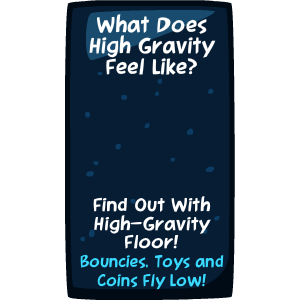 What Does
High Gravity
Feel Like?
Find Out With
High-Gravity
Floor!
Bouncies, Toys and
Coins Fly Low!